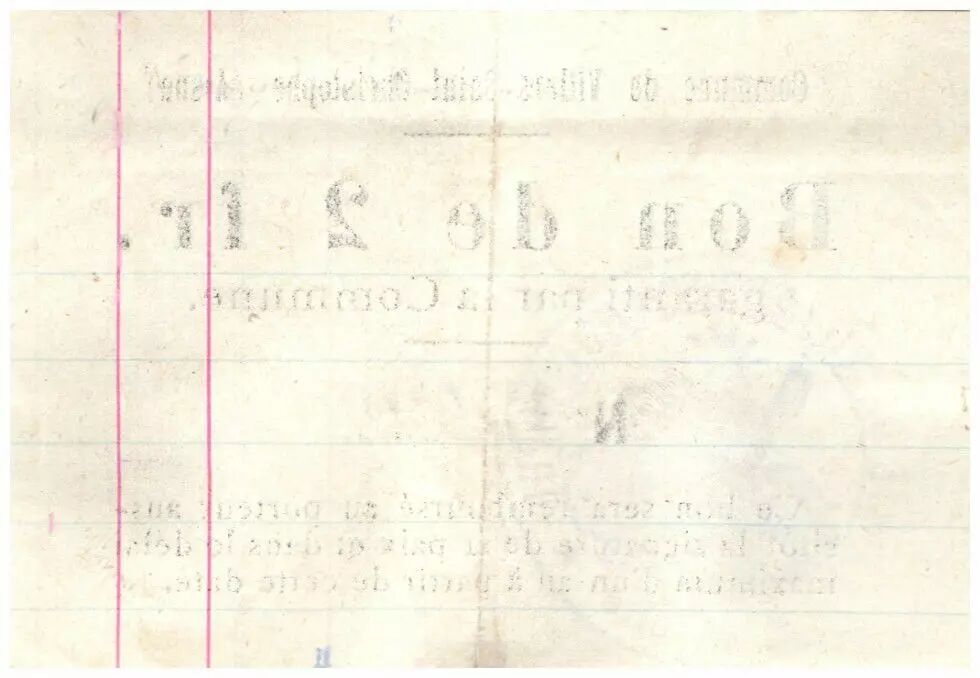 Commune de Villers-Saint-Christophe (Aisne)
Bon de 2 fr.
garanti par la Commune.
N
Ce bon sera remboursé au porteur aus-
sitôt la signature de la paix et dans le délai
maximum d'un an à partir de cette date.